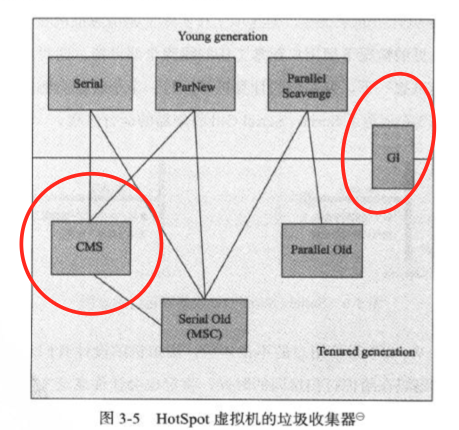 Young generation
Serial
ParNew
Parallel
Scavenge
G1
CMS
Parallel Old
Serial Old
(MSC)
Tenured generation
图 3-5 HotSpot 虚拟机的垃圾收集器⊖